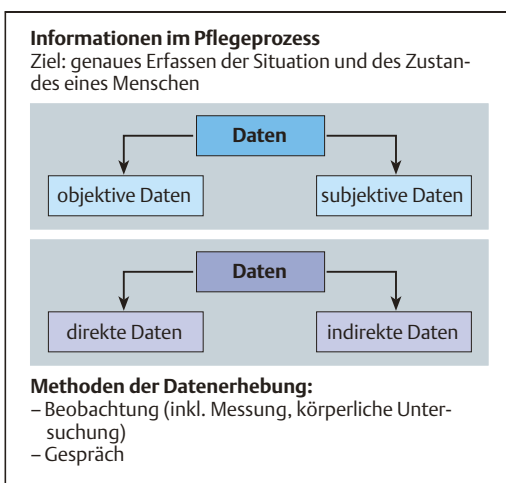 Informationen im Pflegeprozess
Ziel: genaues Erfassen der Situation und des Zustan-
des eines Menschen
Daten
objektive Daten subjektive Daten
Daten
direkte Daten indirekte Daten
Methoden der Datenerhebung:
– Beobachtung (inkl. Messung, körperliche Unter-
suchung)
– Gespräch